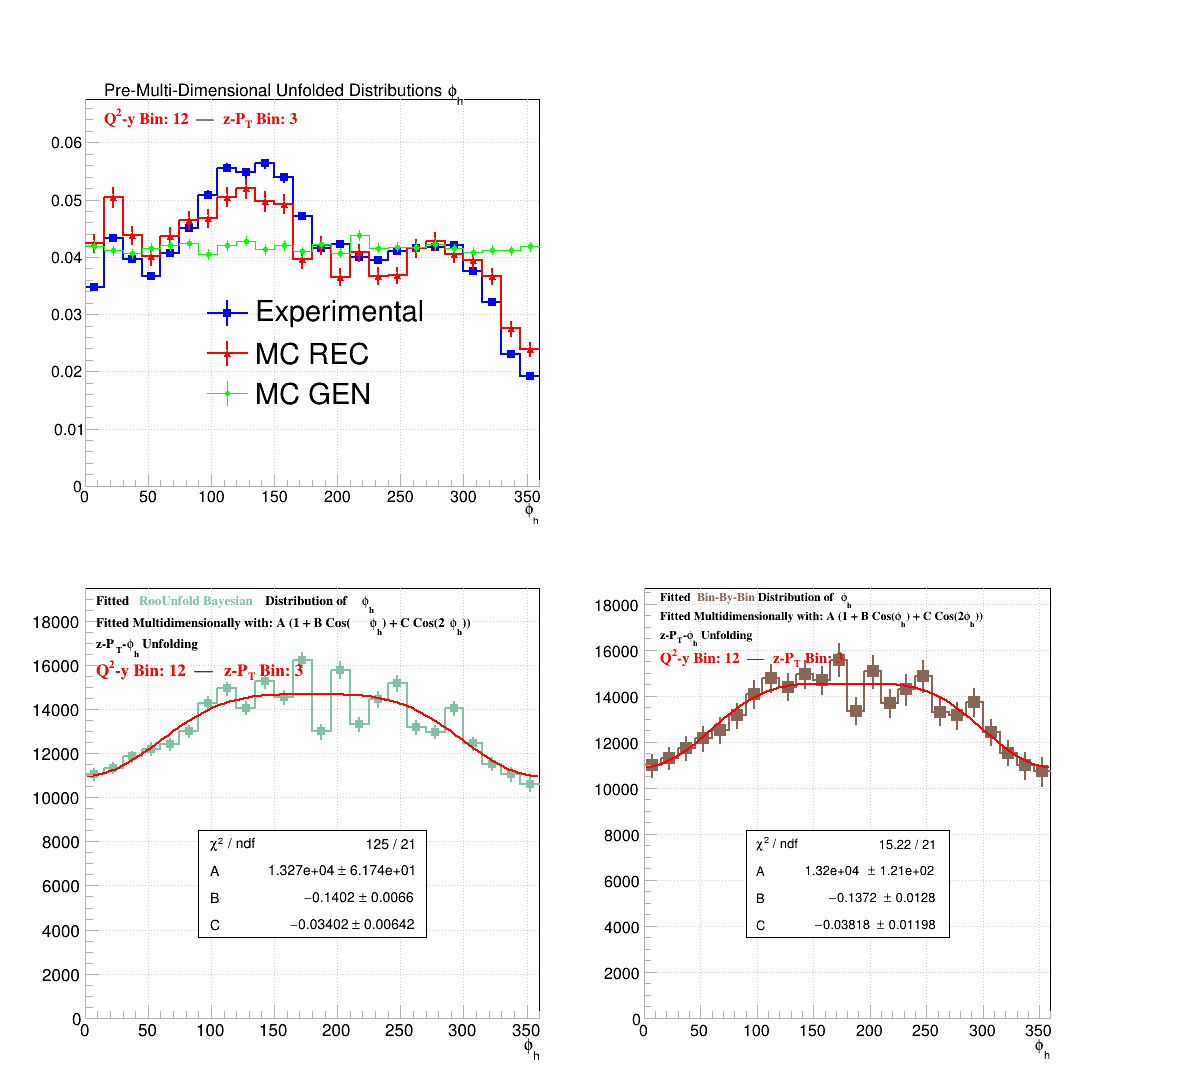 Pre-Multi-Dimensional Unfolded Distributions ϕh
Q²-y Bin: 12 — z-PT Bin: 3
0.06
0.05
0.04
0.03
0.02
0.01
0
Experimental
MC REC
MC GEN
0 50 100 150 200 250 300 350
ϕh
Fitted RooUnfold Bayesian Distribution of ϕh
Fitted Multidimensionally with: A (1 + B Cos( ϕh) + C Cos(2 ϕh))
z-PT-ϕh Unfolding
Q²-y Bin: 12 — z-PT Bin: 3
18000
16000
14000
12000
10000
8000
6000
4000
2000
0
χ² / ndf 125 / 21
A 1.327e+04 ± 6.174e+01
B −0.1402 ± 0.0066
C −0.03402 ± 0.00642
0 50 100 150 200 250 300 350
ϕh
Fitted Bin-By-Bin Distribution of ϕh
Fitted Multidimensionally with: A (1 + B Cos(ϕh) + C Cos(2ϕh))
z-PT-ϕh Unfolding
Q²-y Bin: 12 — z-PT Bin: 3
18000
16000
14000
12000
10000
8000
6000
4000
2000
0
χ² / ndf 15.22 / 21
A 1.32e+04 ± 1.21e+02
B −0.1372 ± 0.0128
C −0.03818 ± 0.01198
0 50 100 150 200 250 300 350
ϕh